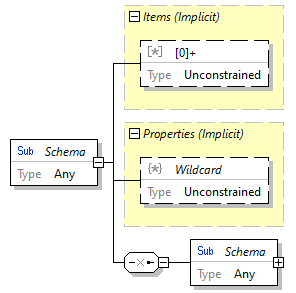 Items (Implicit)
[*] [0]+
Type Unconstrained
Sub Schema
Type Any
Properties (Implicit)
{*} Wildcard
Type Unconstrained
Sub Schema
Type Any